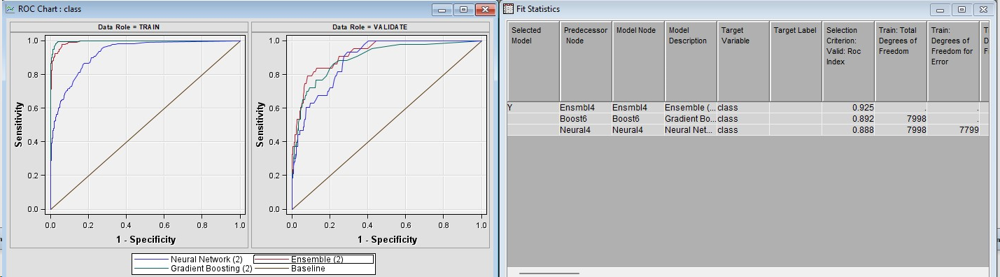 ROC Chart : class
Data Role = TRAIN
Data Role = VALIDATE
Sensitivity
1.0
0.8
0.6
0.4
0.2
0.0
0.0 0.2 0.4 0.6 0.8 1.0
1 - Specificity
Sensitivity
1.0
0.8
0.6
0.4
0.2
0.0
0.0 0.2 0.4 0.6 0.8 1.0
1 - Specificity
Neural Network (2) Ensemble (2)
Gradient Boosting (2) Baseline
Fit Statistics
Selected Model
Predecessor Node
Model Node
Model Description
Target Variable
Target Label
Selection Criterion: Valid: Roc Index
Train: Total Degrees of Freedom
Train: Degrees of Freedom for Error
Y Ensmbl4 Ensmbl4 Ensemble (... class 0.925 . .
Boost6 Boost6 Gradient Bo... class 0.892 7998 .
Neural4 Neural4 Neural Net... class 0.888 7998 7799